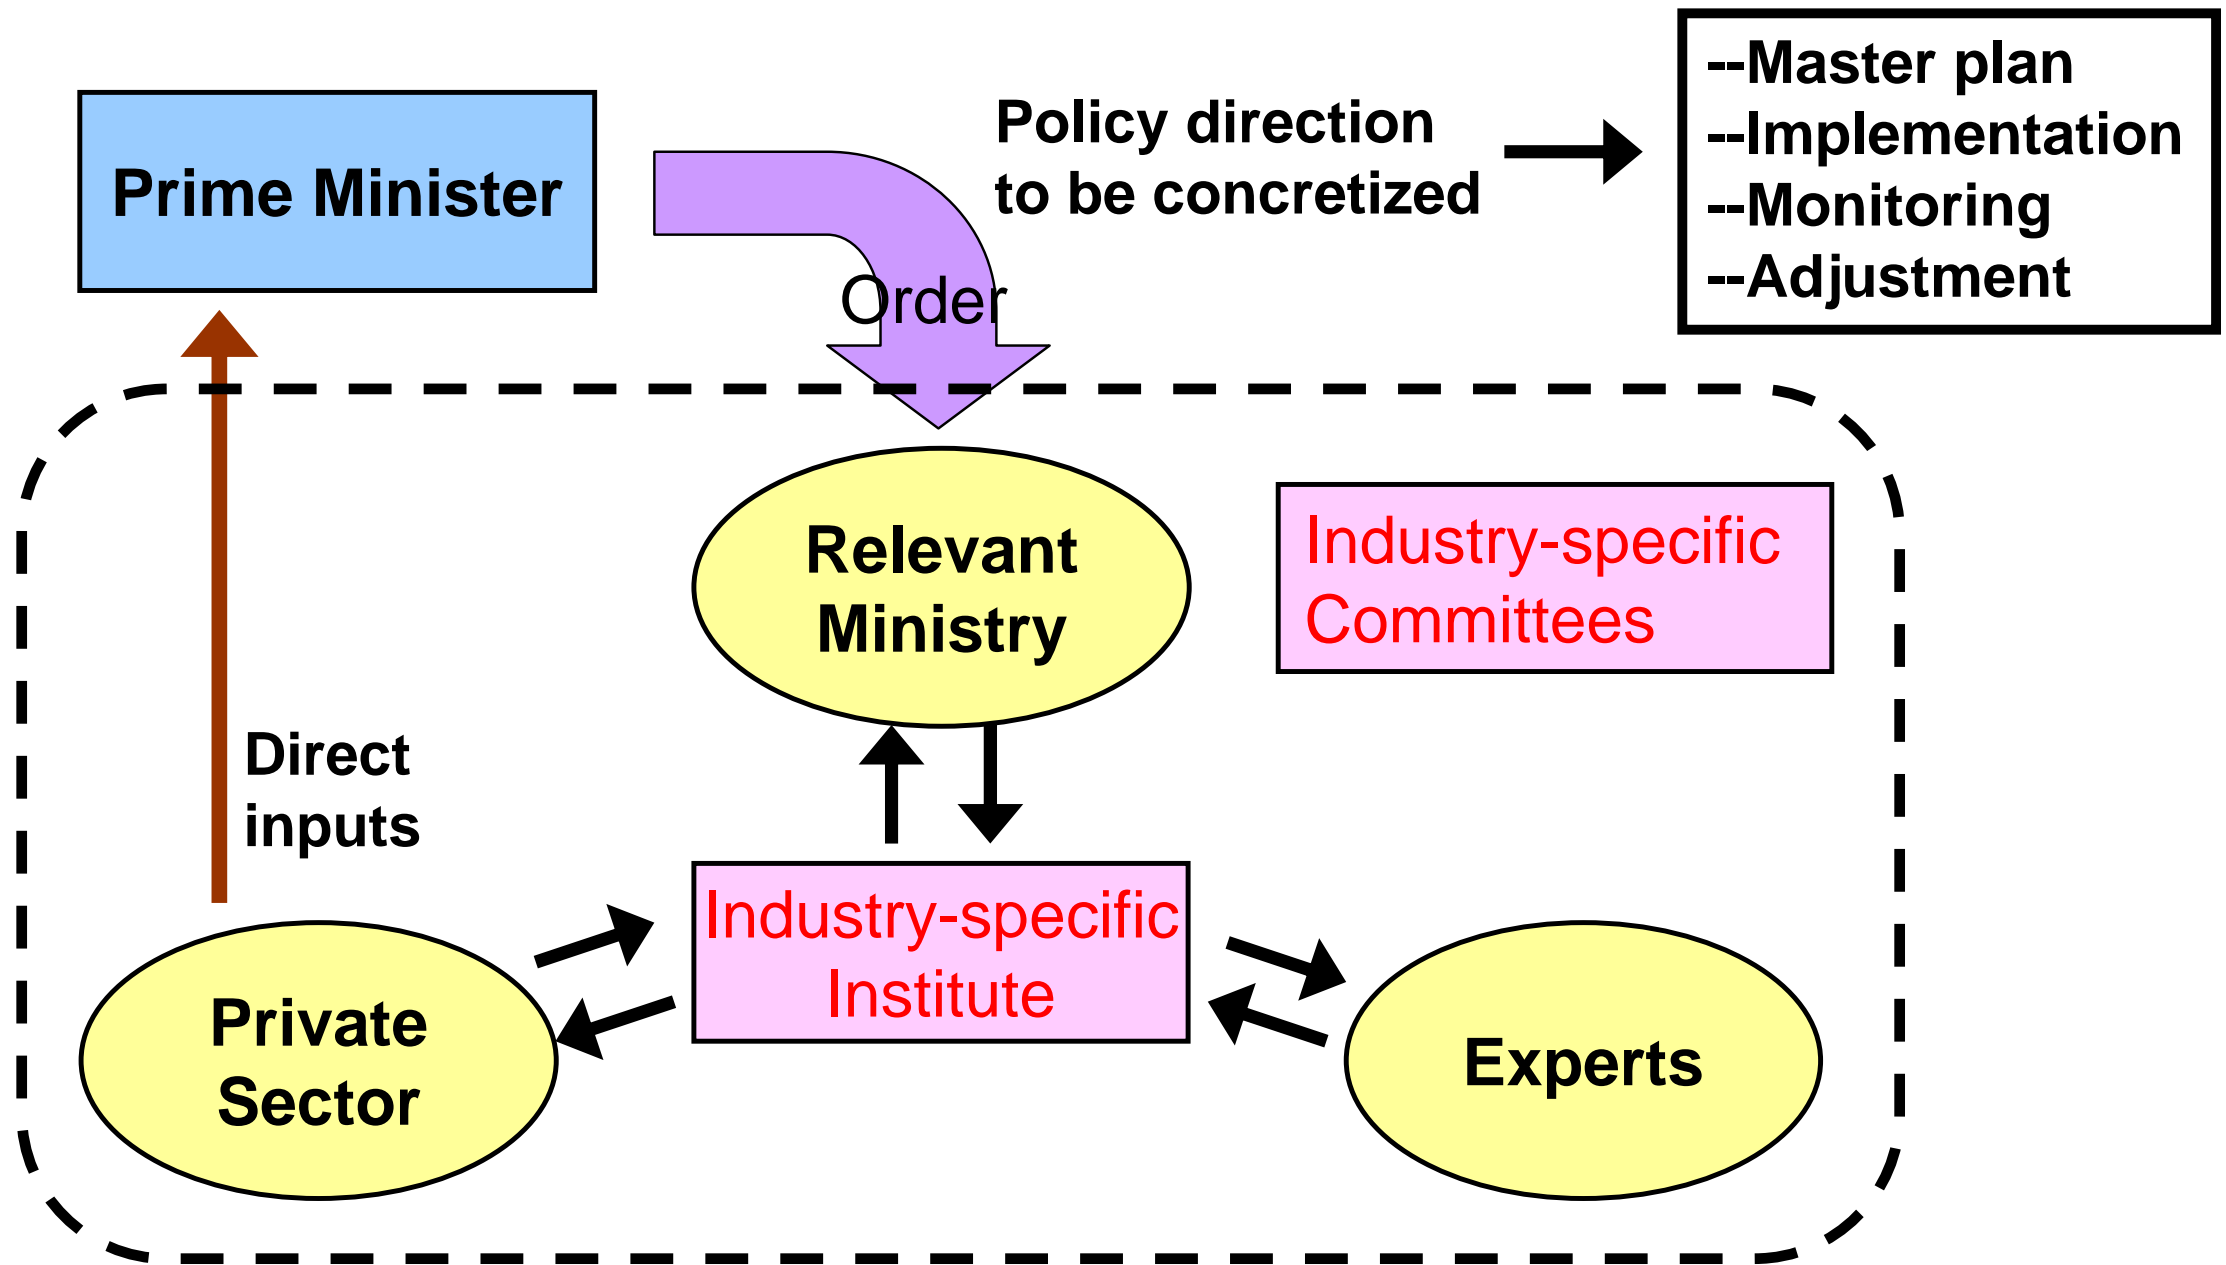 Prime Minister
Order
Policy direction
to be concretized
--Master plan
--Implementation
--Monitoring
--Adjustment
Relevant
Ministry
Industry-specific
Committees
Direct
inputs
Industry-specific
Institute
Private
Sector
Experts